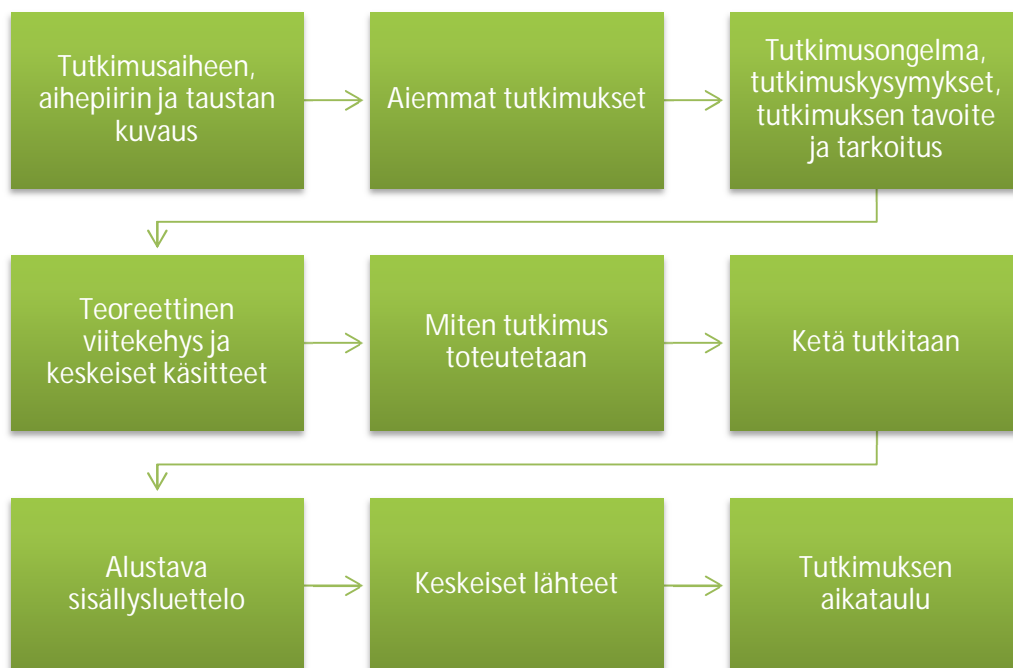 Tutkimusaiheen,
aihepiirin ja taustan
kuvaus
Aiemmat tutkimukset
Tutkimusongelma,
tutkimuskysymykset,
tutkimuksen tavoite
ja tarkoitus
Teoreettinen
viitekehys ja
keskeiset käsitteet
Miten tutkimus
toteutetaan
Ketä tutkitaan
Alustava
sisällysluettelo
Keskeiset lähteet
Tutkimuksen
aikataulu